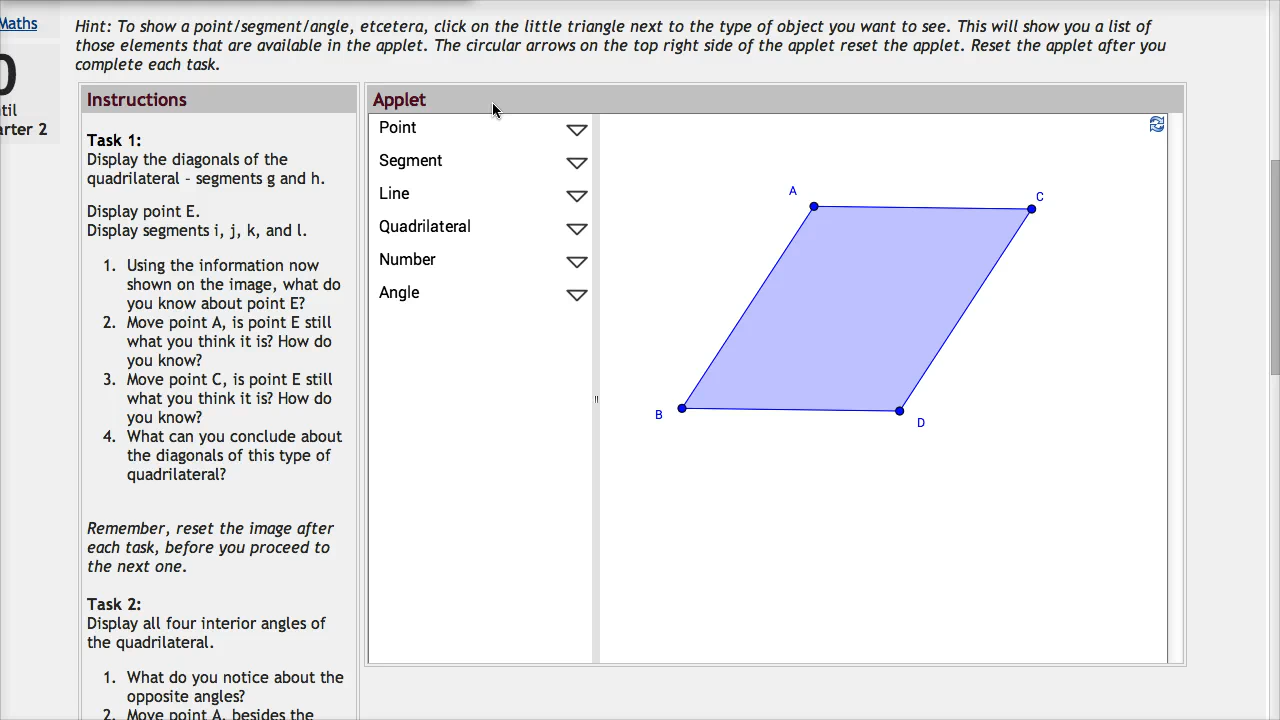 Maths
Hint: To show a point/segment/angle, etcetera, click on the little triangle next to the type of object you want to see. This will show you a list of
those elements that are available in the applet. The circular arrows on the top right side of the applet reset the applet. Reset the applet after you
complete each task.
0
til
arter 2
Instructions
Task 1:
Display the diagonals of the
quadrilateral - segments g and h.
Display point E.
Display segments i, j, k, and l.
1. Using the information now
shown on the image, what do
you know about point E?
2. Move point A, is point E still
what you think it is? How do
you know?
3. Move point C, is point E still
what you think it is? How do
you know?
4. What can you conclude about
the diagonals of this type of
quadrilateral?
Remember, reset the image after
each task, before you proceed to
the next one.
Task 2:
Display all four interior angles of
the quadrilateral.
1. What do you notice about the
opposite angles?
2. Move point A, besides the
Applet
Point
Segment
Line
Quadrilateral
Number
Angle
A
C
B
D